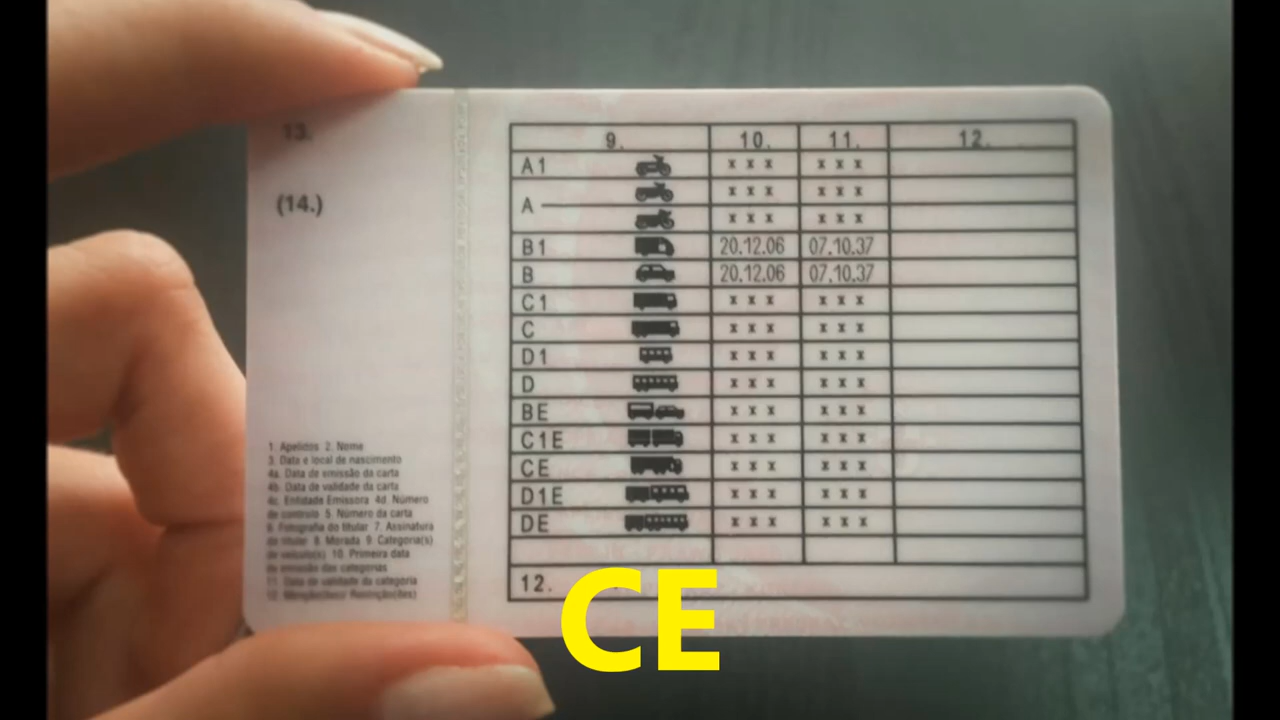 13.
(14.)
1. Apelidos 2. Nome
3. Data e local de nascimento
4a. Data de emissão da carta
4b. Data de validade da carta
4c. Entidade Emissora 4d. Número
de controlo 5. Número da carta
6. Fotografia do titular 7. Assinatura
do titular 8. Morada 9. Categoria(s)
de veículo(s) 10. Primeira data
de emissão das categorias
11. Data de validade da categoria
12. Restrição(ões)
9. 10. 11. 12.
A1 x x x x x x
x x x x x x
A
x x x x x x
B1 20.12.06 07.10.37
B 20.12.06 07.10.37
C1 x x x x x x
C x x x x x x
D1 x x x x x x
D x x x x x x
BE x x x x x x
C1E x x x x x x
CE x x x x x x
D1E x x x x x x
DE x x x x x x
12.
CE